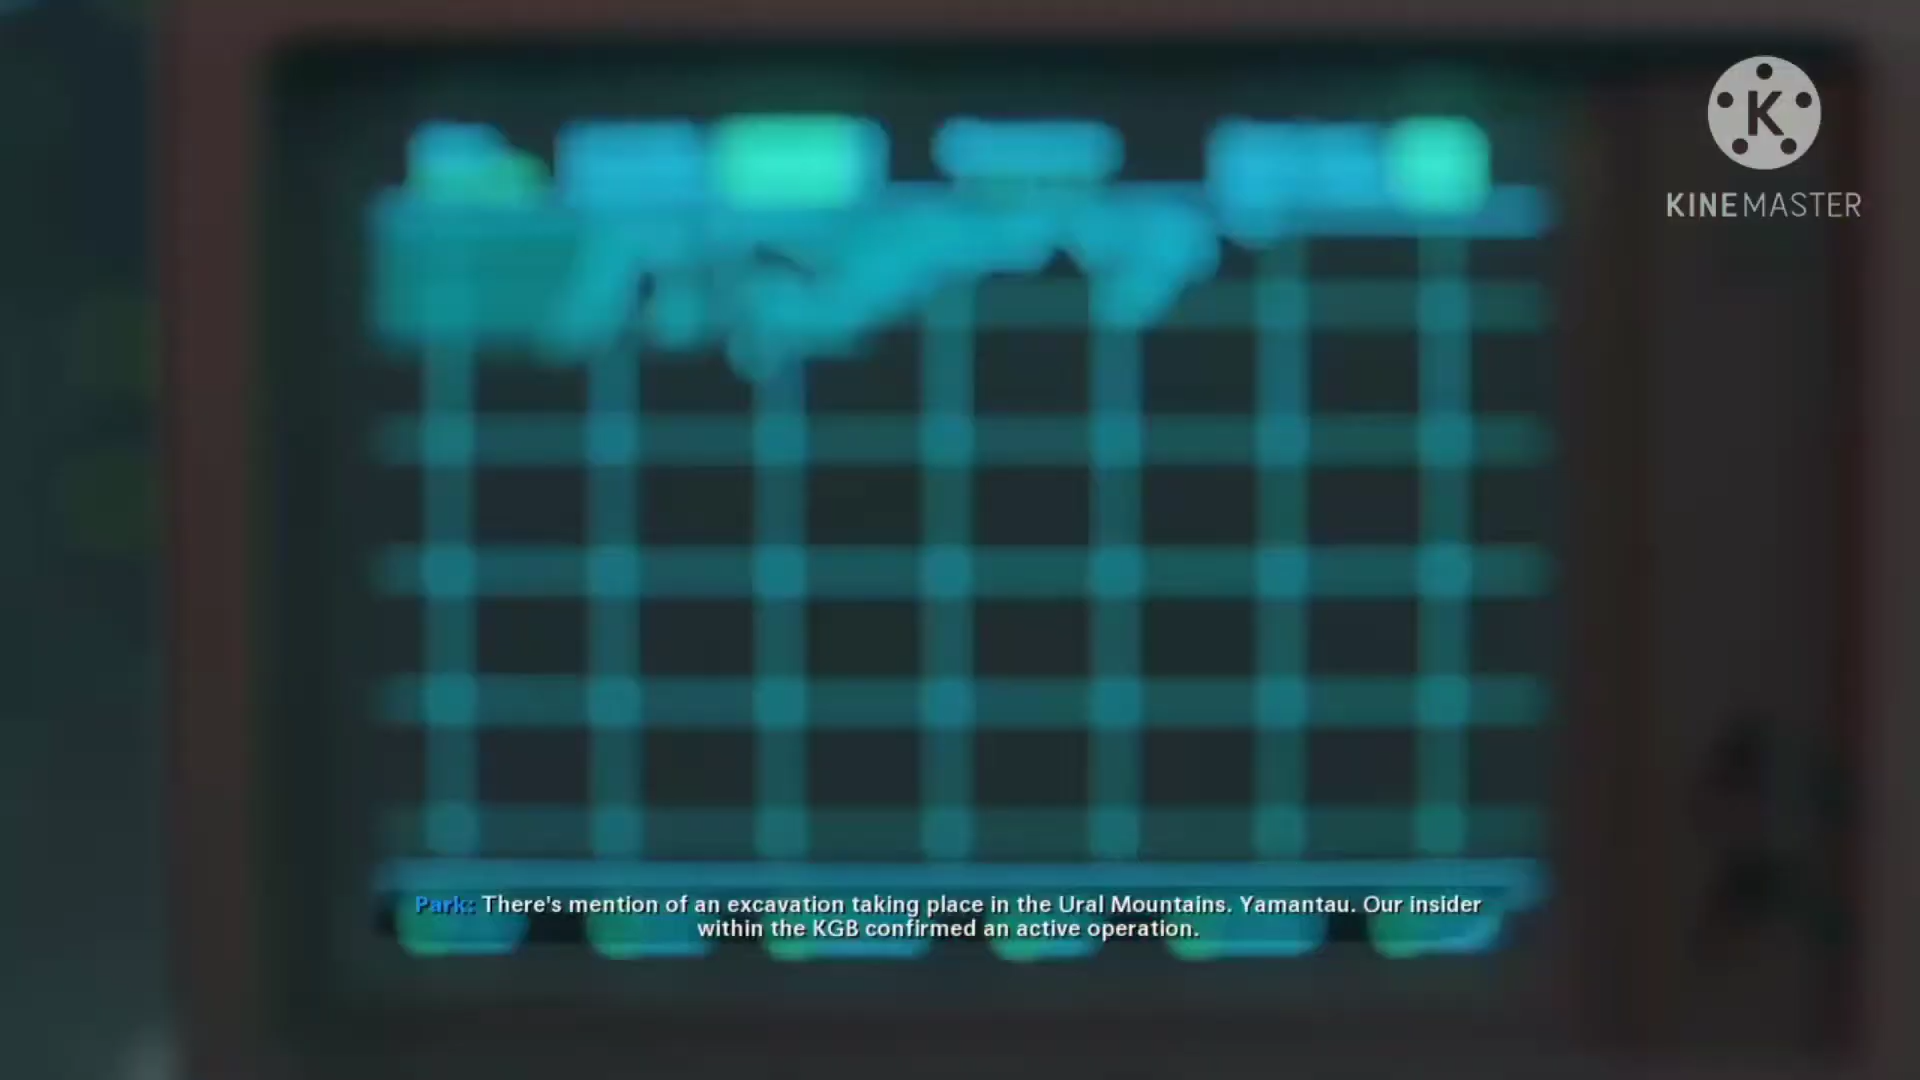 K
KINEMASTER
Park: There's mention of an excavation taking place in the Ural Mountains. Yamantau. Our insider
within the KGB confirmed an active operation.